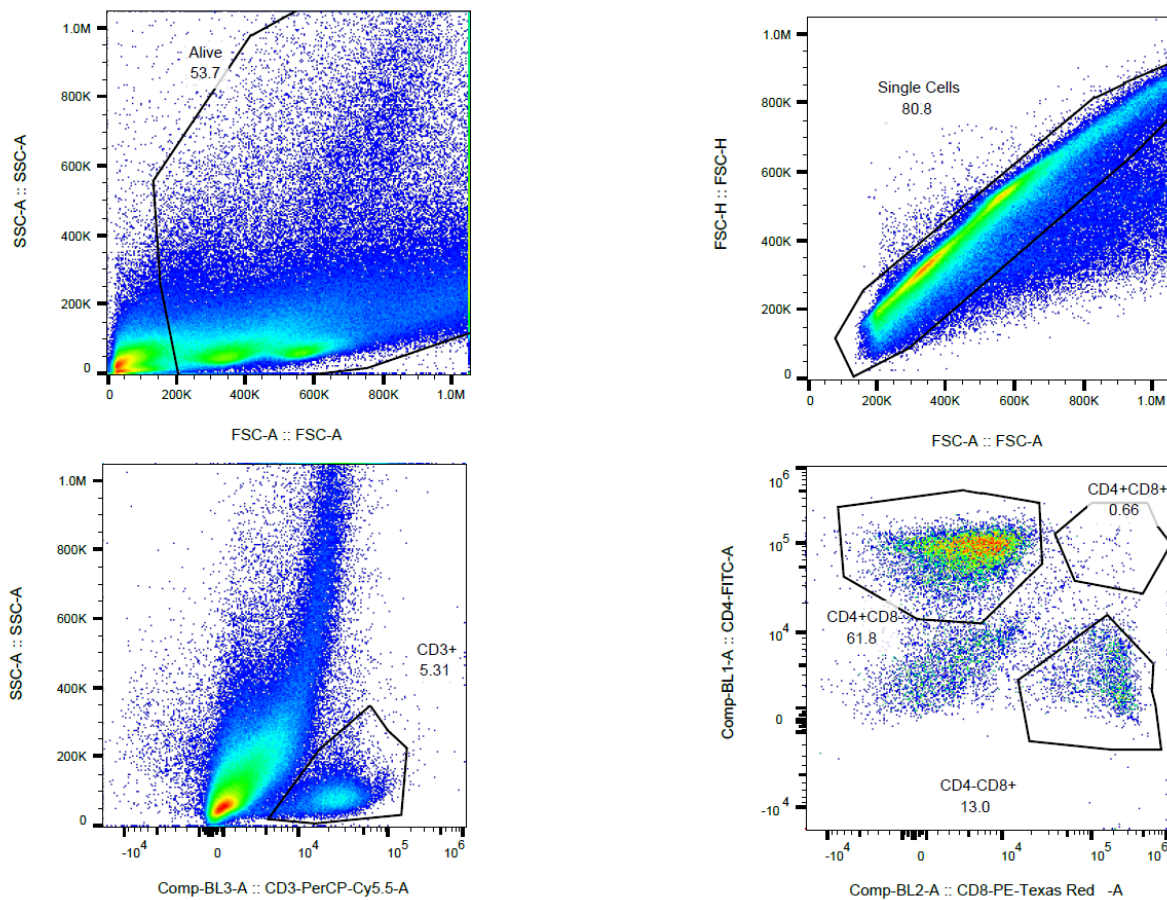 1.0M
800K
600K
400K
200K
0
SSC-A :: SSC-A
Alive
53.7
0
200K
400K
600K
800K
1.0M
FSC-A :: FSC-A
1.0M
800K
600K
400K
200K
0
FSC-H :: FSC-H
Single Cells
80.8
0
200K
400K
600K
800K
1.0M
FSC-A :: FSC-A
1.0M
800K
600K
400K
200K
0
SSC-A :: SSC-A
CD3+
5.31
-10^4
0
10^4
10^5
10^6
Comp-BL3-A :: CD3-PerCP-Cy5.5-A
10^6
10^5
10^4
0
-10^4
Comp-BL1-A :: CD4-FITC-A
CD4+CD8+
0.66
CD4+CD8-
61.8
CD4-CD8+
13.0
-10^4
0
10^4
10^5
10^6
Comp-BL2-A :: CD8-PE-Texas Red -A